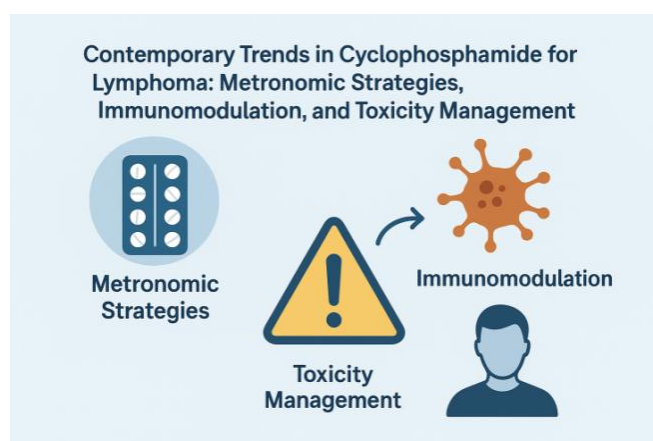 Contemporary Trends in Cyclophosphamide for
Lymphoma: Metronomic Strategies,
Immunomodulation, and Toxicity Management
Metronomic
Strategies
Immunomodulation
Toxicity
Management